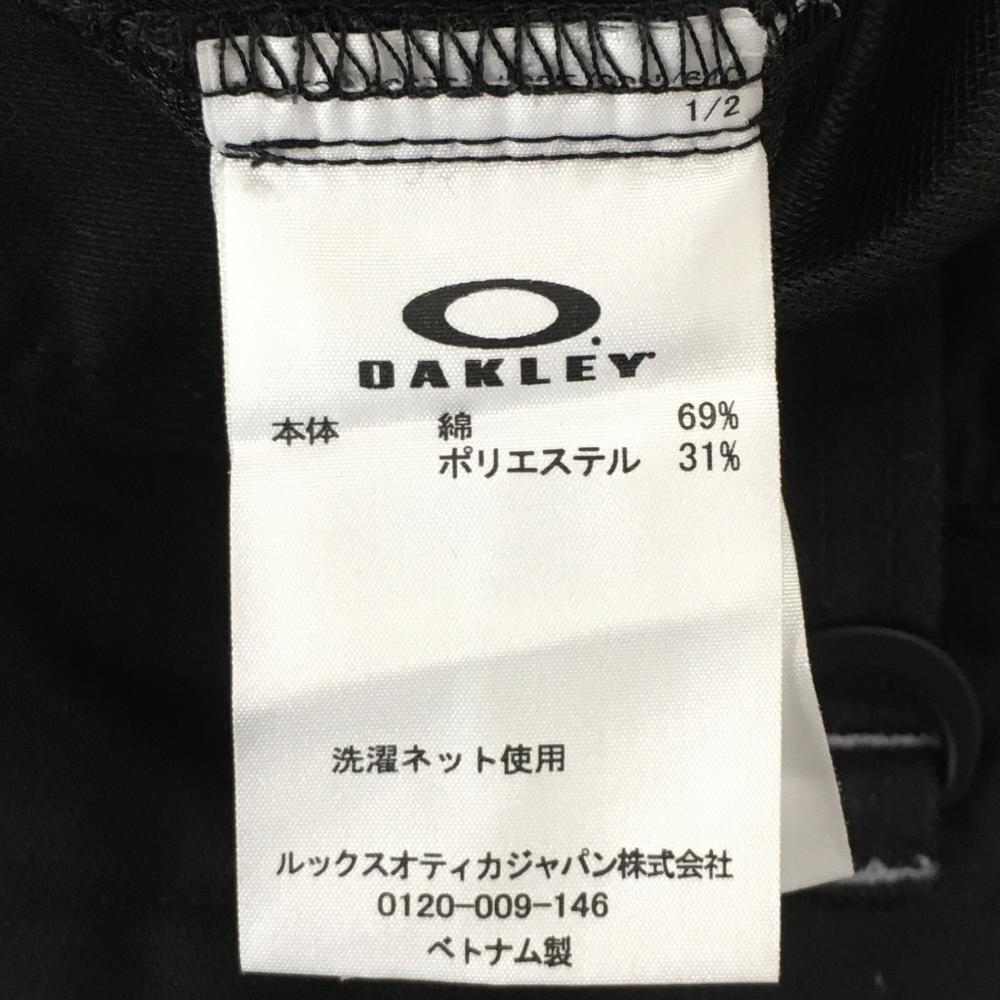 1/2
OAKLEY
本体 綿 69%
ポリエステル 31%
洗濯ネット使用
ルックスオティカジャパン株式会社
0120-009-146
ベトナム製